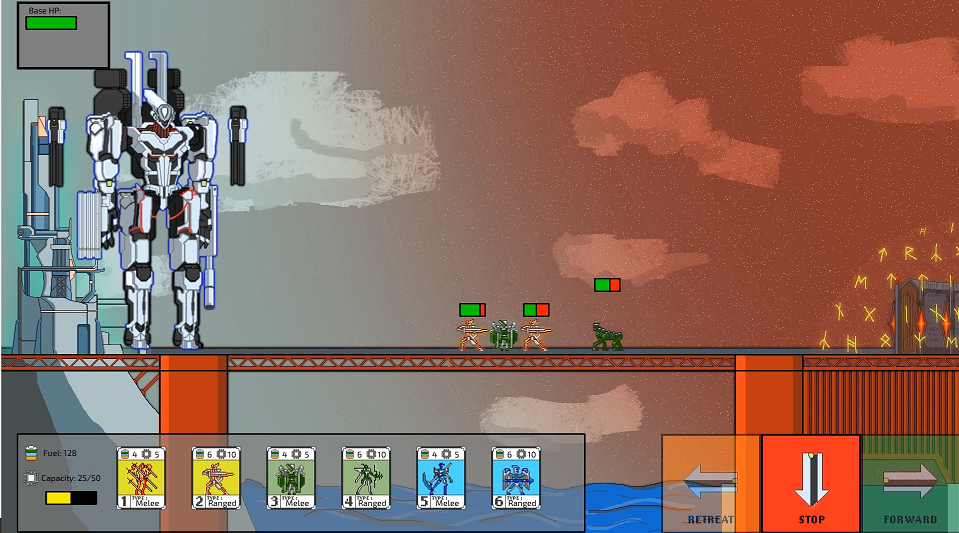 Base HP:
Fuel: 128
Capacity: 25/50
4 5
1 TYPE: Melee
6 10
2 TYPE: Ranged
4 5
3 TYPE: Melee
6 10
4 TYPE: Ranged
4 5
5 TYPE: Melee
6 10
6 TYPE: Ranged
RETREAT
STOP
FORWARD